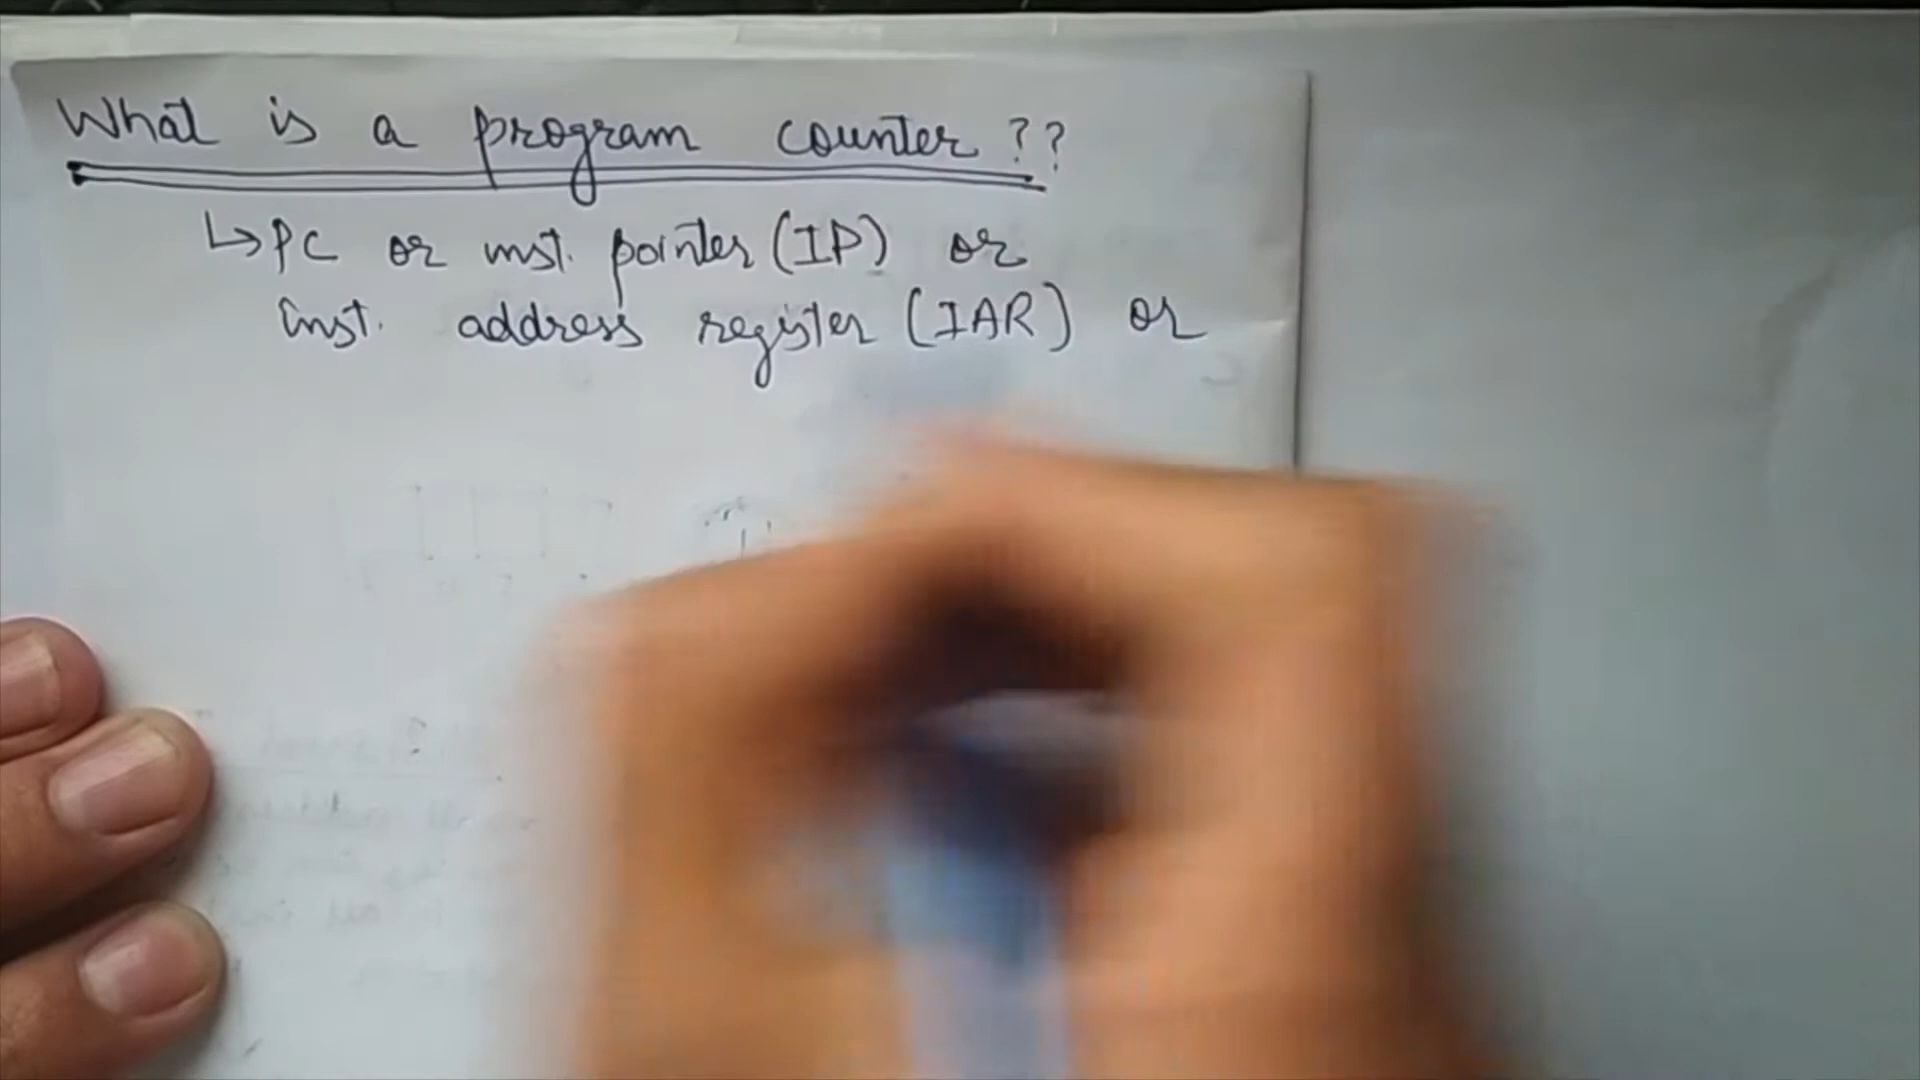 What is a program counter ??
↳ PC or inst. pointer (IP) or
inst. address register (IAR) or